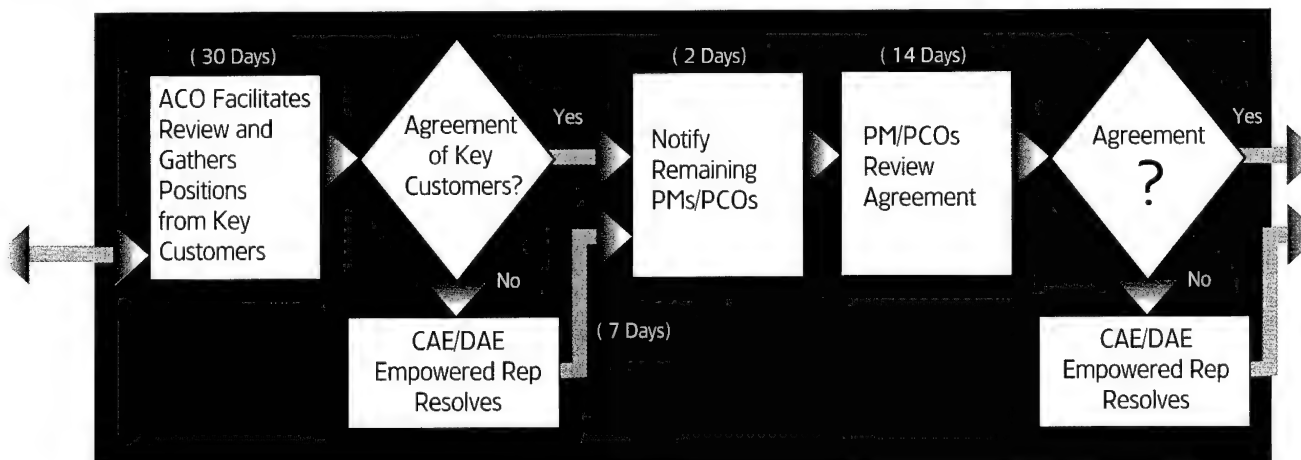 ( 30 Days)
ACO Facilitates
Review and
Gathers
Positions
from Key
Customers
Agreement
of Key
Customers?
Yes
No
CAE/DAE
Empowered Rep
Resolves
( 7 Days)
( 2 Days)
Notify
Remaining
PMs/PCOs
( 14 Days)
PM/PCOs
Review
Agreement
Agreement
?
Yes
No
CAE/DAE
Empowered Rep
Resolves